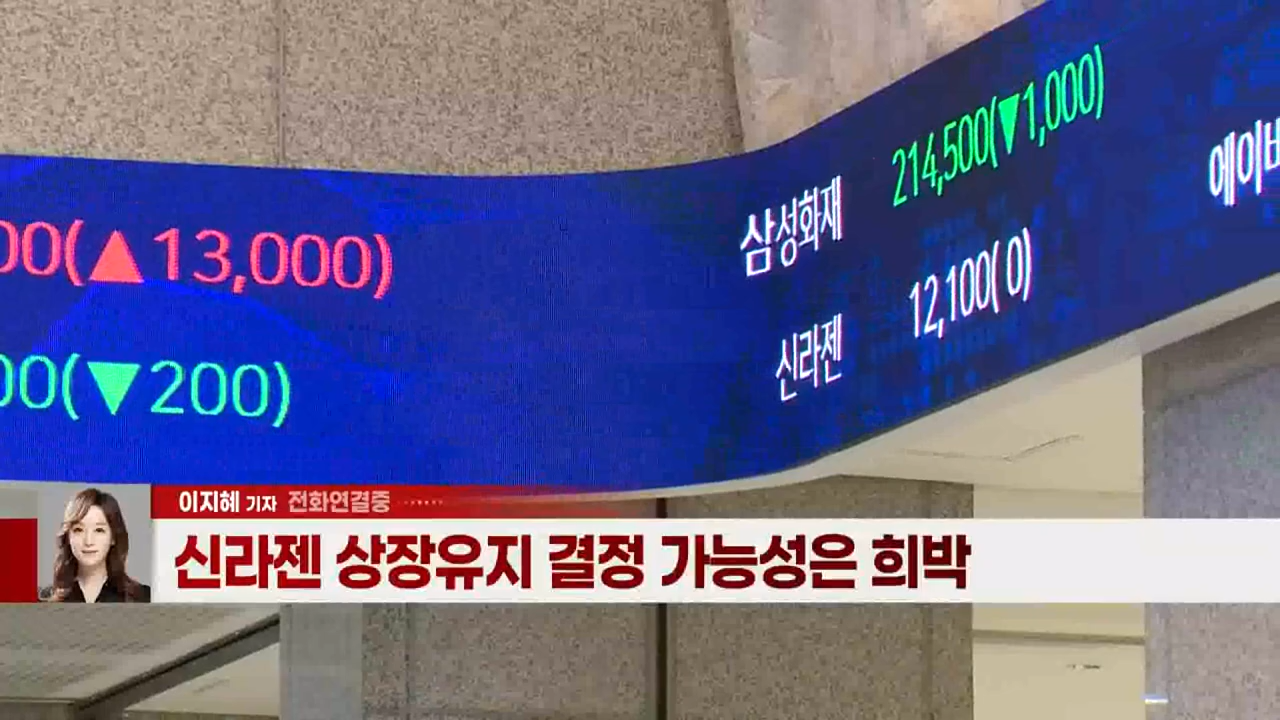 00(▲13,000)
00(▼200)
삼성화재 214,500(▼1,000)
신라젠 12,100( 0)
에이
이지혜 기자 전화연결중 ······
신라젠 상장유지 결정 가능성은 희박